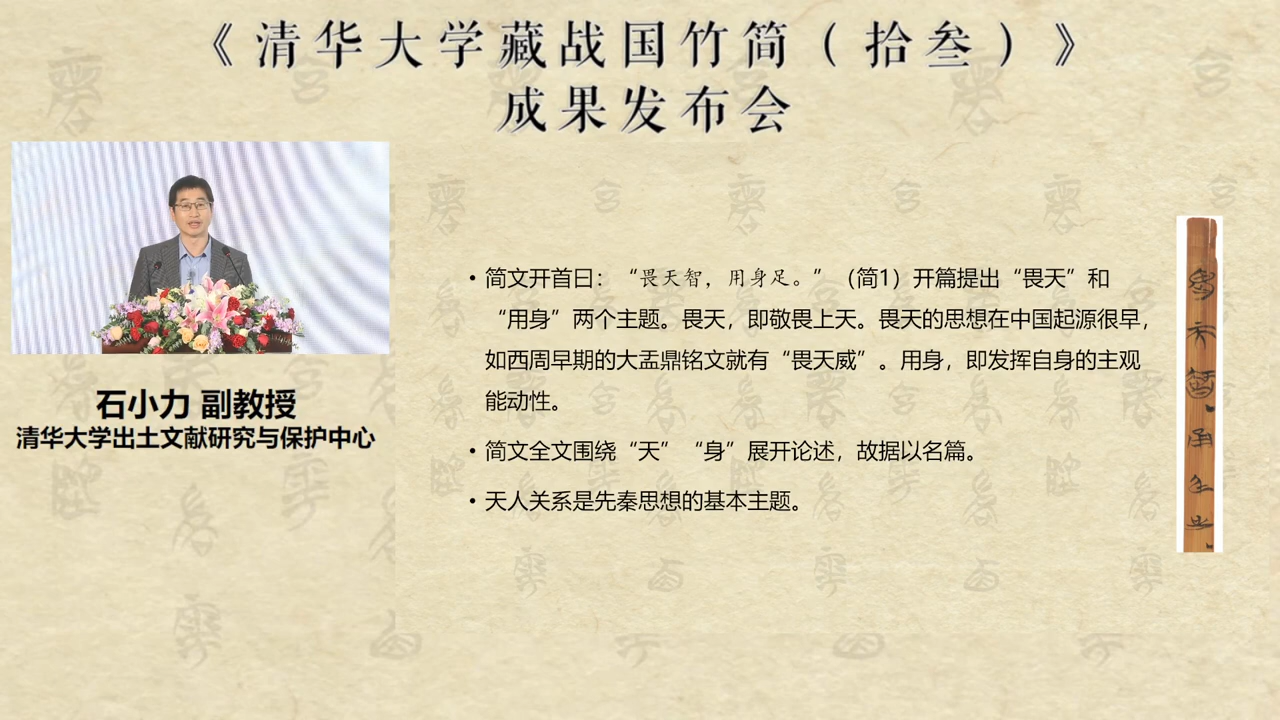 《清华大学藏战国竹简（拾叁）》
成果发布会
石小力 副教授
清华大学出土文献研究与保护中心
• 简文开首曰：“畏天智，用身足。”（简1）开篇提出“畏天”和
“用身”两个主题。畏天，即敬畏上天。畏天的思想在中国起源很早，
如西周早期的大盂鼎铭文就有“畏天威”。用身，即发挥自身的主观
能动性。
• 简文全文围绕“天”“身”展开论述，故据以名篇。
• 天人关系是先秦思想的基本主题。